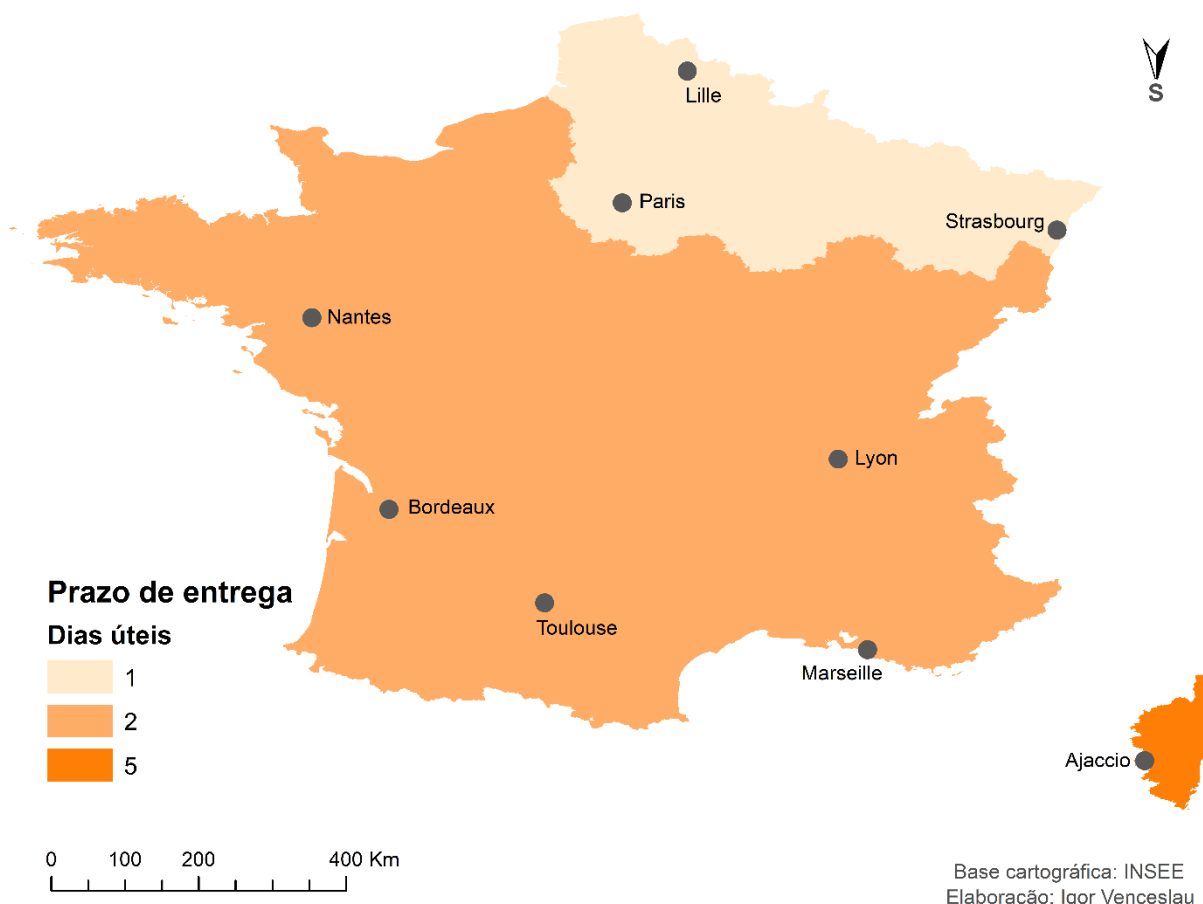 Lille
S
Paris
Strasbourg
Nantes
Lyon
Bordeaux
Prazo de entrega
Dias úteis
1
2
5
Toulouse
Marseille
Ajaccio
0 100 200 400 Km
Base cartográfica: INSEE
Elaboração: Igor Venceslau